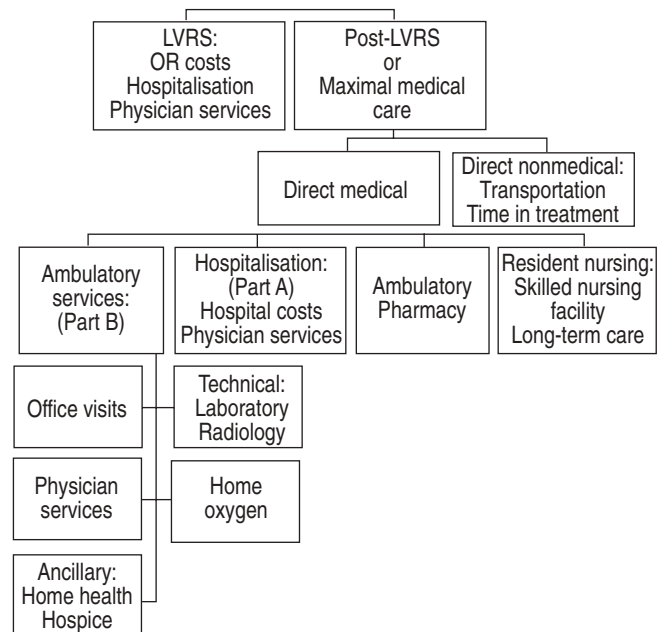 LVRS:
OR costs
Hospitalisation
Physician services
Post-LVRS
or
Maximal medical
care
Direct medical
Direct nonmedical:
Transportation
Time in treatment
Ambulatory
services:
(Part B)
Hospitalisation:
(Part A)
Hospital costs
Physician services
Ambulatory
Pharmacy
Resident nursing:
Skilled nursing
facility
Long-term care
Office visits
Technical:
Laboratory
Radiology
Physician
services
Home
oxygen
Ancillary:
Home health
Hospice